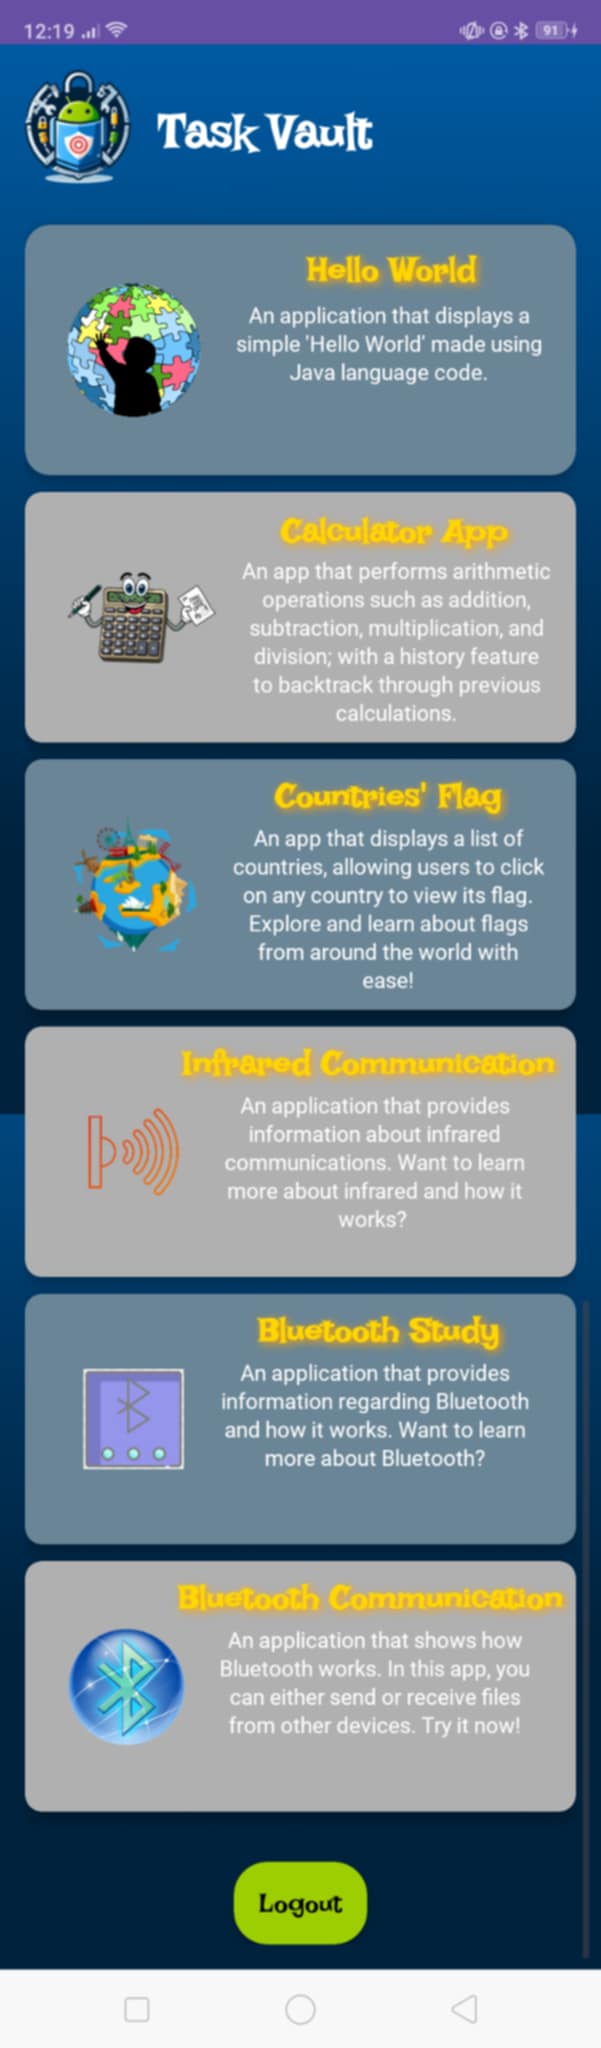 12:19
91
Task Vault
Hello World
An application that displays a
simple 'Hello World' made using
Java language code.
Calculator App
An app that performs arithmetic
operations such as addition,
subtraction, multiplication, and
division; with a history feature
to backtrack through previous
calculations.
Countries' Flag
An app that displays a list of
countries, allowing users to click
on any country to view its flag.
Explore and learn about flags
from around the world with
ease!
Infrared Communication
An application that provides
information about infrared
communications. Want to learn
more about infrared and how it
works?
Bluetooth Study
An application that provides
information regarding Bluetooth
and how it works. Want to learn
more about Bluetooth?
Bluetooth Communication
An application that shows how
Bluetooth works. In this app, you
can either send or receive files
from other devices. Try it now!
Logout